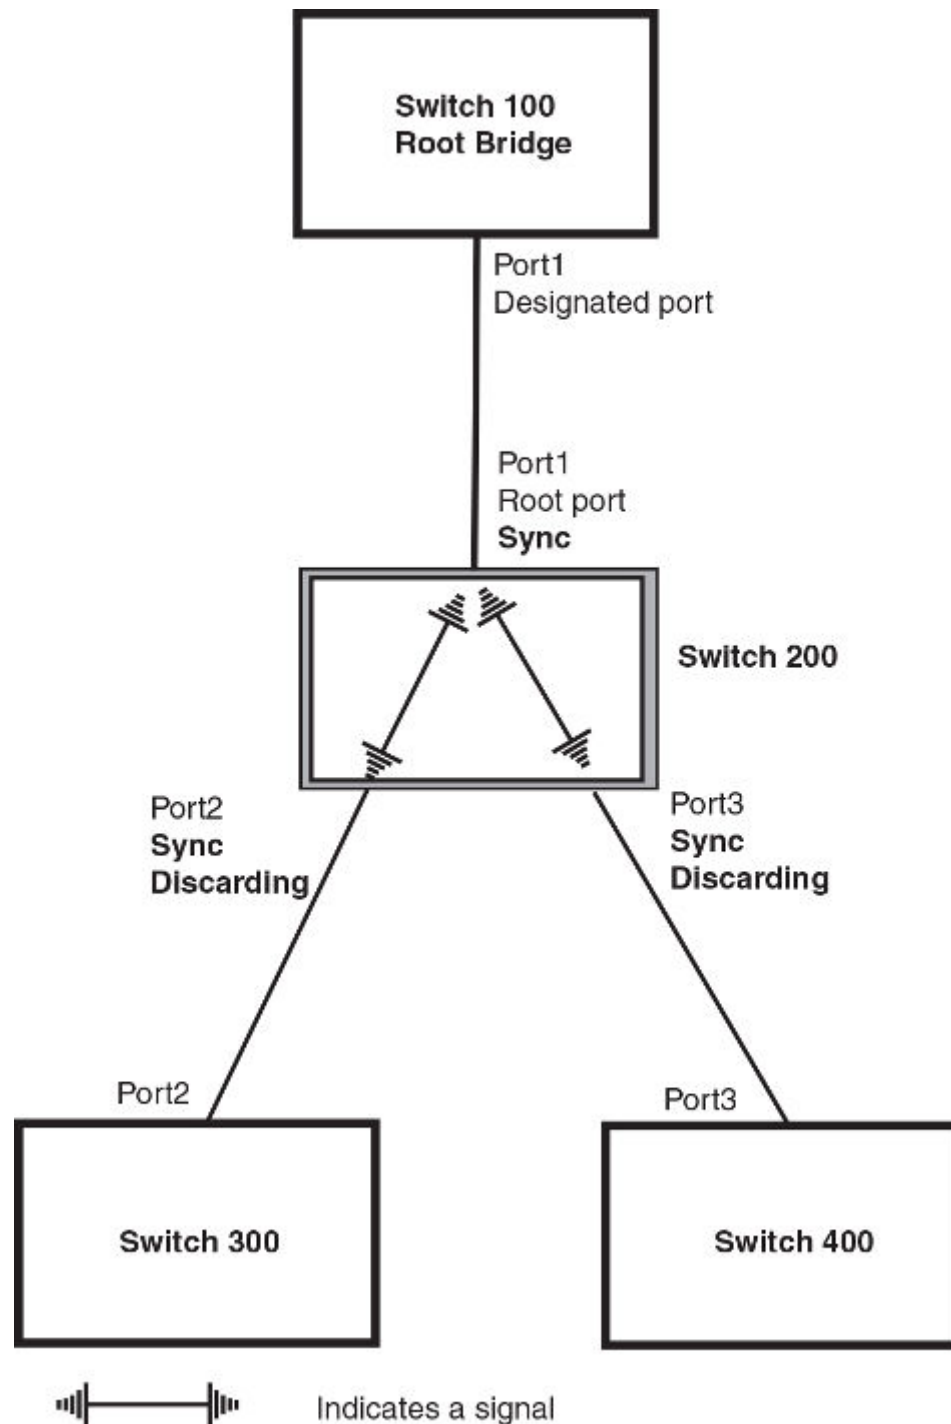 Switch 100
Root Bridge
Port1
Designated port
Port1
Root port
Sync
Switch 200
Port2
Sync
Discarding
Port3
Sync
Discarding
Port2
Port3
Switch 300
Switch 400
Indicates a signal